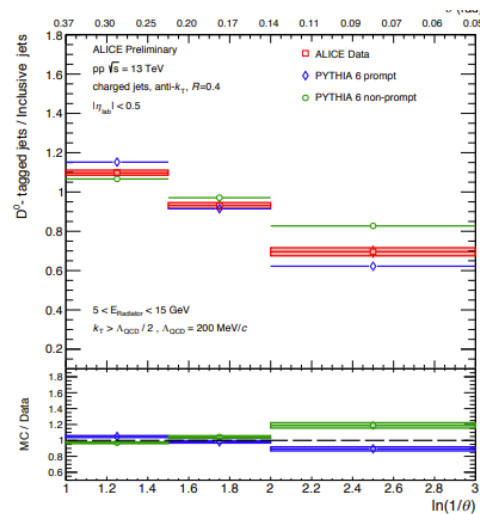 0.37 0.30 0.25 0.22 0.17 0.14 0.11 0.09 0.08 0.06 0.05
ALICE Preliminary
pp √s = 13 TeV
charged jets, anti-kT, R=0.4
|ηlab| < 0.5
ALICE Data
PYTHIA 6 prompt
PYTHIA 6 non-prompt
D0- tagged jets / Inclusive jets
1.8
1.6
1.4
1.2
1
0.8
0.6
0.4
0.2
5 < ERadiator < 15 GeV
kT > ΛQCD / 2 , ΛQCD = 200 MeV/c
MC / Data
1.8
1.6
1.4
1.2
1.0
0.8
0.6
1 1.2 1.4 1.6 1.8 2 2.2 2.4 2.6 2.8 3
ln(1/θ)